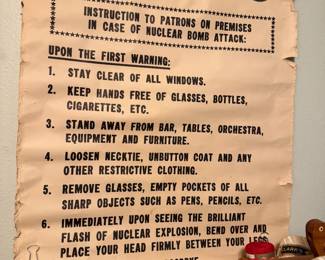 INSTRUCTION TO PATRONS ON PREMISES
IN CASE OF NUCLEAR BOMB ATTACK:
UPON THE FIRST WARNING:
1. STAY CLEAR OF ALL WINDOWS.
2. KEEP HANDS FREE OF GLASSES, BOTTLES,
CIGARETTES, ETC.
3. STAND AWAY FROM BAR, TABLES, ORCHESTRA,
EQUIPMENT AND FURNITURE.
4. LOOSEN NECKTIE, UNBUTTON COAT AND ANY
OTHER RESTRICTIVE CLOTHING.
5. REMOVE GLASSES, EMPTY POCKETS OF ALL
SHARP OBJECTS SUCH AS PENS, PENCILS, ETC.
6. IMMEDIATELY UPON SEEING THE BRILLIANT
FLASH OF NUCLEAR EXPLOSION, BEND OVER AND
PLACE YOUR HEAD FIRMLY BETWEEN YOUR LEGS